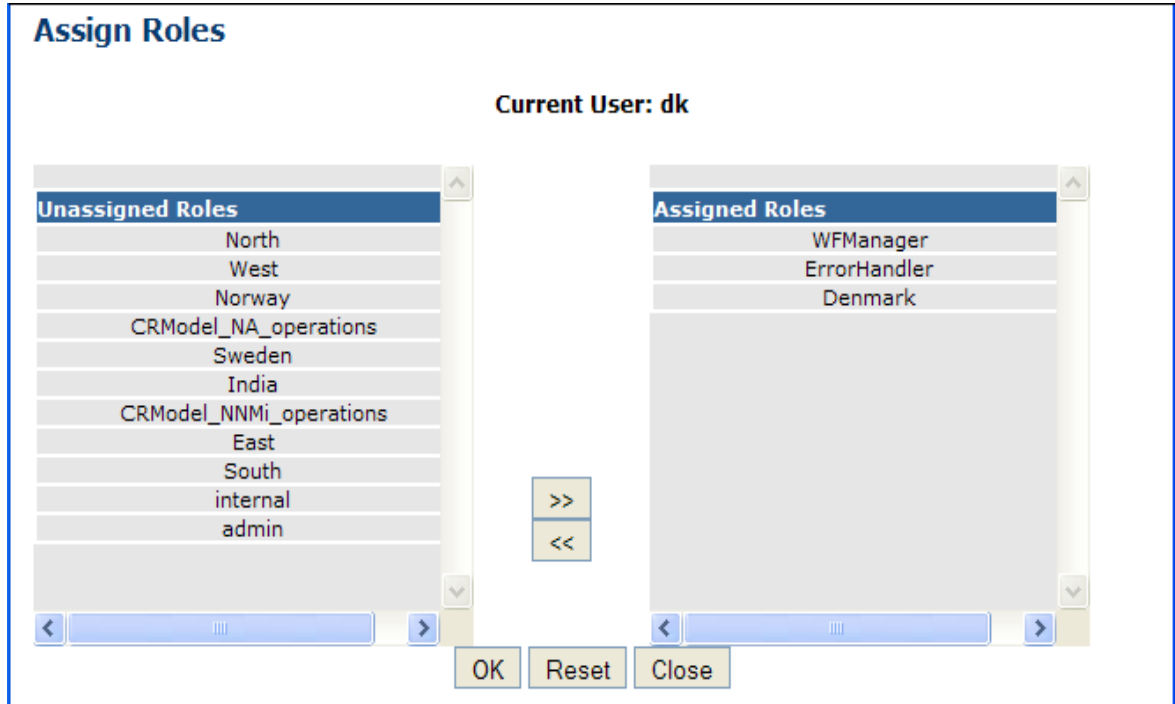 Assign Roles
Current User: dk
Unassigned Roles
North
West
Norway
CRModel_NA_operations
Sweden
India
CRModel_NNMi_operations
East
South
internal
admin
>>
<<
Assigned Roles
WFManager
ErrorHandler
Denmark
OK Reset Close